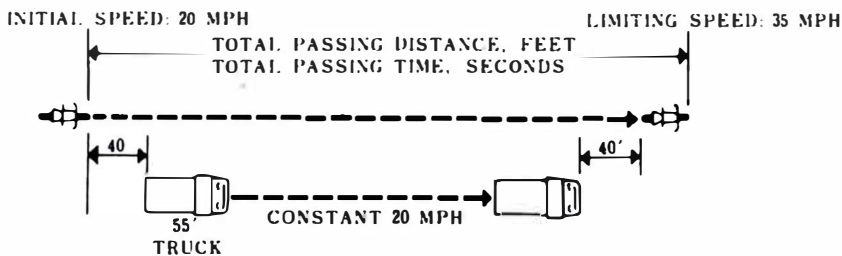 INITIAL SPEED: 20 MPH
LIMITING SPEED: 35 MPH
TOTAL PASSING DISTANCE, FEET
TOTAL PASSING TIME, SECONDS
40
40'
CONSTANT 20 MPH
55'
TRUCK